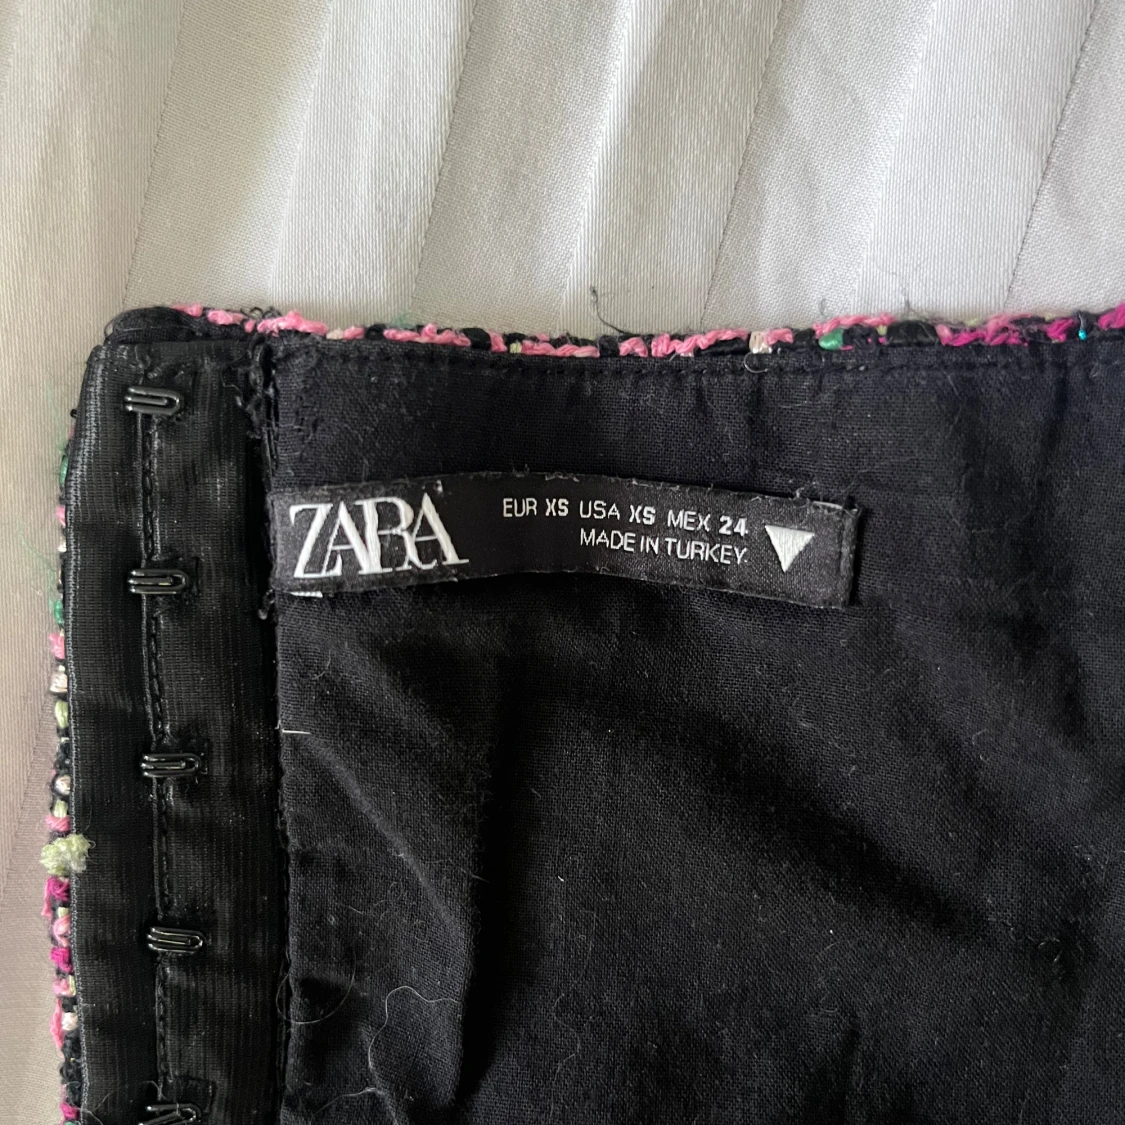 ZARA
EUR XS USA XS MEX 24
MADE IN TURKEY